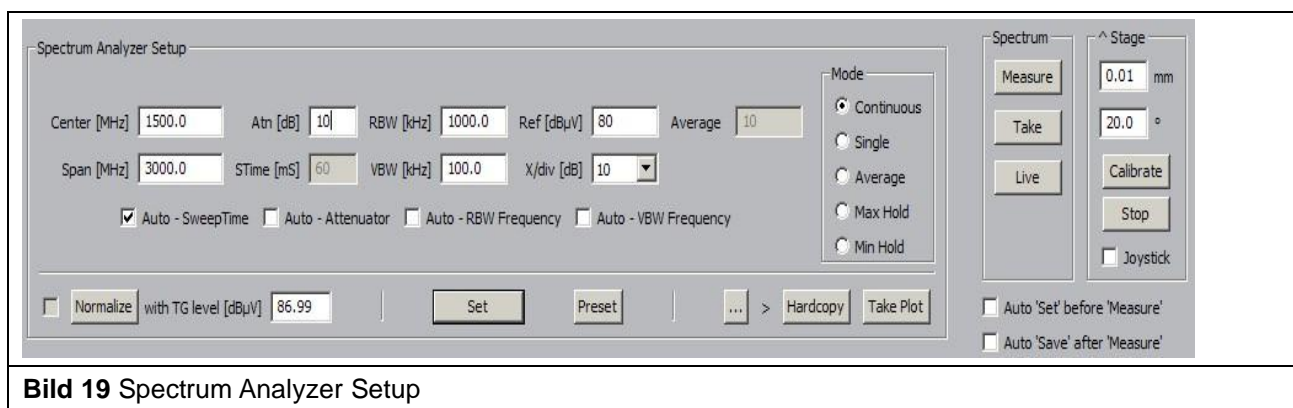 Spectrum Analyzer Setup
Center [MHz] 1500.0 Atn [dB] 10 RBW [kHz] 1000.0 Ref [dBµV] 80 Average 10
Span [MHz] 3000.0 STime [mS] 60 VBW [kHz] 100.0 X/div [dB] 10
Auto - SweepTime Auto - Attenuator Auto - RBW Frequency Auto - VBW Frequency
Mode
Continuous
Single
Average
Max Hold
Min Hold
Normalize with TG level [dBµV] 86.99 Set Preset ... > Hardcopy Take Plot
Spectrum
Measure
Take
Live
^ Stage
0.01 mm
20.0 °
Calibrate
Stop
Joystick
Auto 'Set' before 'Measure'
Auto 'Save' after 'Measure'
Bild 19 Spectrum Analyzer Setup